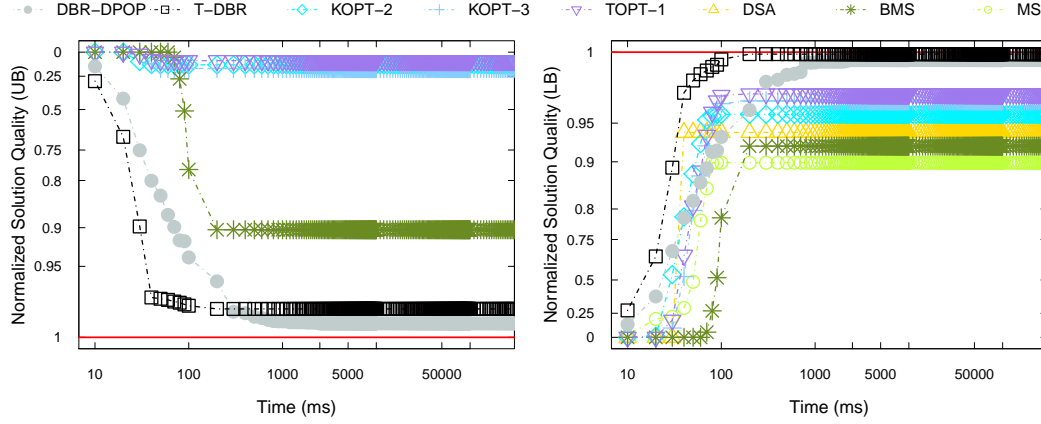 DBR−DPOP T−DBR KOPT−2 KOPT−3 TOPT−1 DSA BMS MS
Normalized Solution Quality (UB)
0
0.25
0.5
0.75
0.8
0.9
0.95
1
10 100 1000 5000 50000
Time (ms)
Normalized Solution Quality (LB)
1
0.95
0.9
0.75
0.5
0.25
0
10 100 1000 5000 50000
Time (ms)